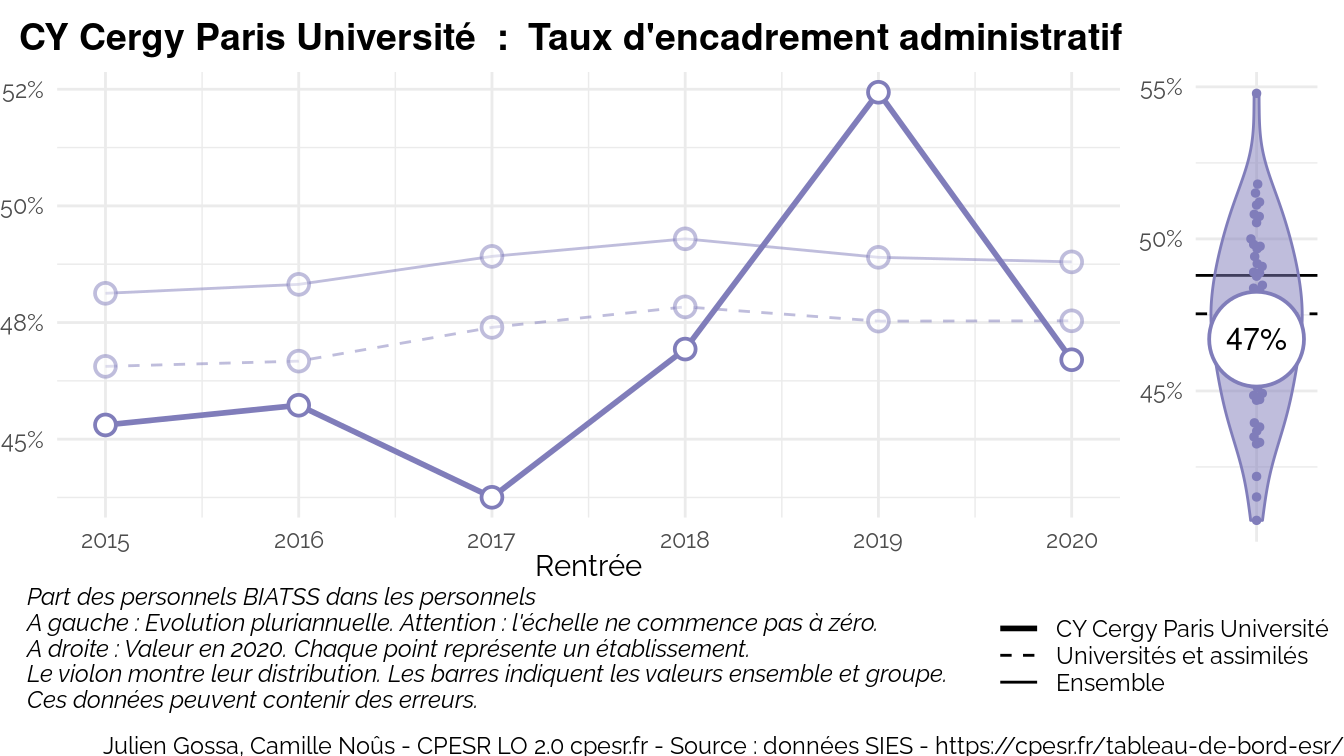 CY Cergy Paris Université : Taux d'encadrement administratif
52%
50%
48%
45%
2015 2016 2017 2018 2019 2020
Rentrée
55%
50%
45%
47%
Part des personnels BIATSS dans les personnels
A gauche : Evolution pluriannuelle. Attention : l'échelle ne commence pas à zéro.
A droite : Valeur en 2020. Chaque point représente un établissement.
Le violon montre leur distribution. Les barres indiquent les valeurs ensemble et groupe.
Ces données peuvent contenir des erreurs.
CY Cergy Paris Université
Universités et assimilés
Ensemble
Julien Gossa, Camille Noûs - CPESR LO 2.0 cpesr.fr - Source : données SIES - https://cpesr.fr/tableau-de-bord-esr/